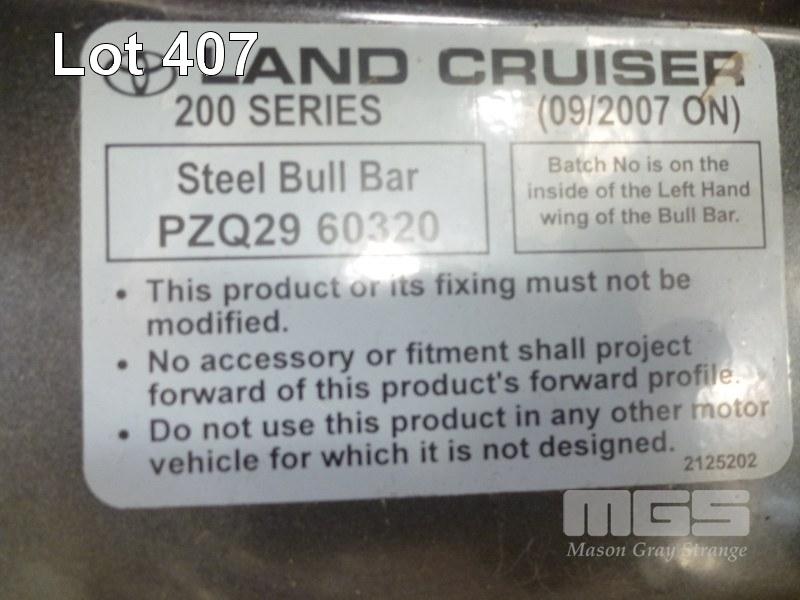 Lot 407
LAND CRUISER
200 SERIES (09/2007 ON)
Steel Bull Bar
PZQ29 60320
Batch No is on the
inside of the Left Hand
wing of the Bull Bar.
• This product or its fixing must not be
modified.
• No accessory or fitment shall project
forward of this product's forward profile.
• Do not use this product in any other motor
vehicle for which it is not designed.
2125202
MGS
Mason Gray Strange